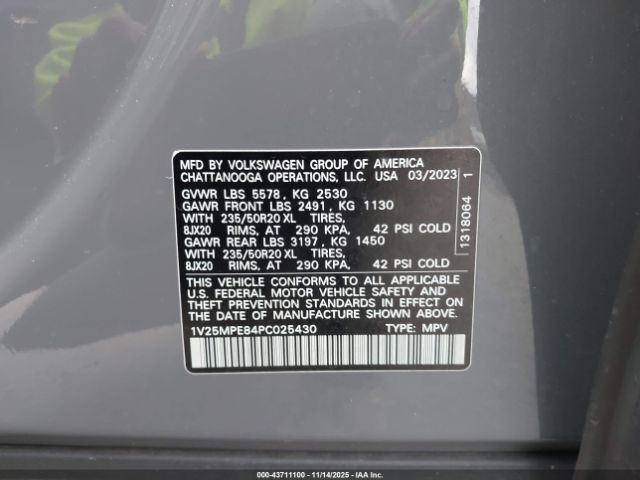 MFD BY VOLKSWAGEN GROUP OF AMERICA
CHATTANOOGA OPERATIONS, LLC. USA 03/2023
GVWR LBS 5578, KG 2530
GAWR FRONT LBS 2491, KG 1130
WITH 235/50R20 XL TIRES,
8JX20 RIMS, AT 290 KPA, 42 PSI COLD
GAWR REAR LBS 3197, KG 1450
WITH 235/50R20 XL TIRES,
8JX20 RIMS, AT 290 KPA, 42 PSI COLD
THIS VEHICLE CONFORMS TO ALL APPLICABLE
U.S. FEDERAL MOTOR VEHICLE SAFETY AND
THEFT PREVENTION STANDARDS IN EFFECT
ON THE DATE OF MANUFACTURE SHOWN ABOVE.
1V25MPE84PC025430 TYPE: MPV
1318064 1
000-43711100 - 11/14/2025 - IAAI.com